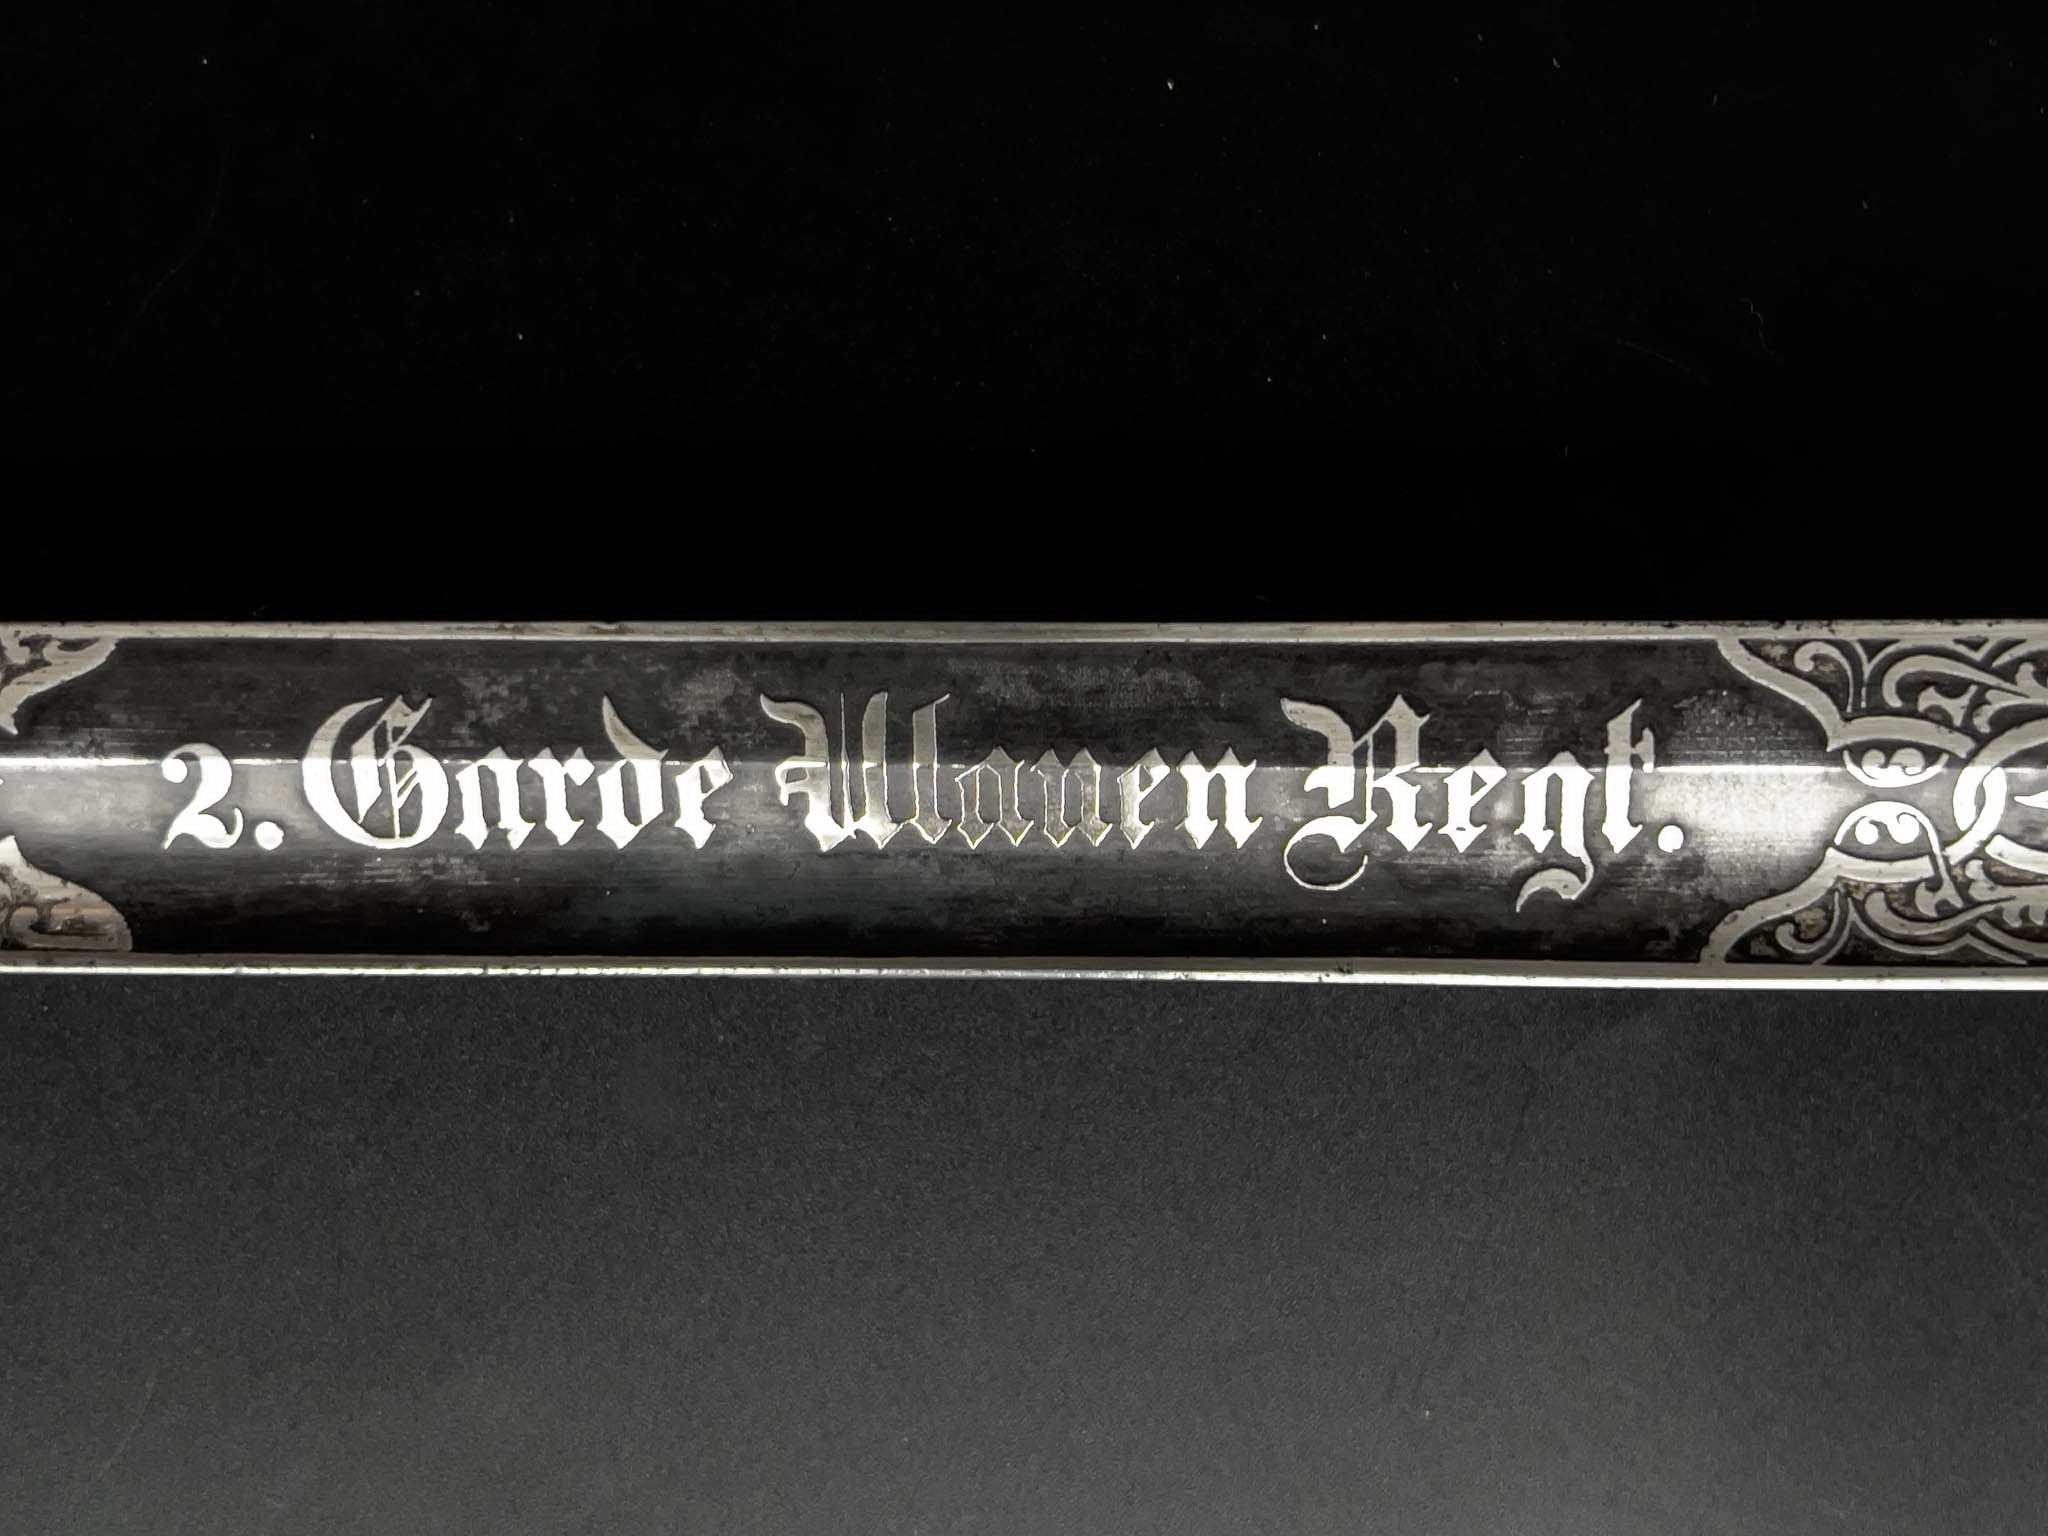 2. Garde Ulanen Regt.